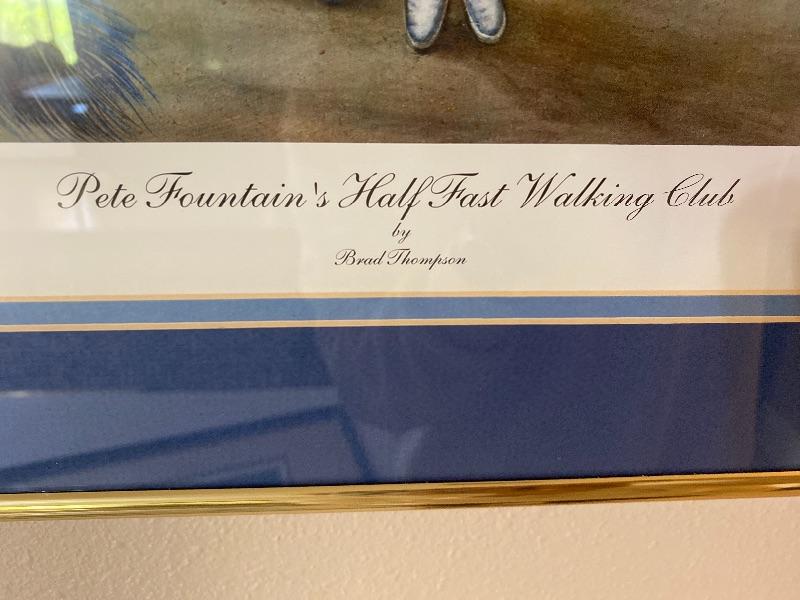 Pete Fountain's Half Fast Walking Club
by
Brad Thompson